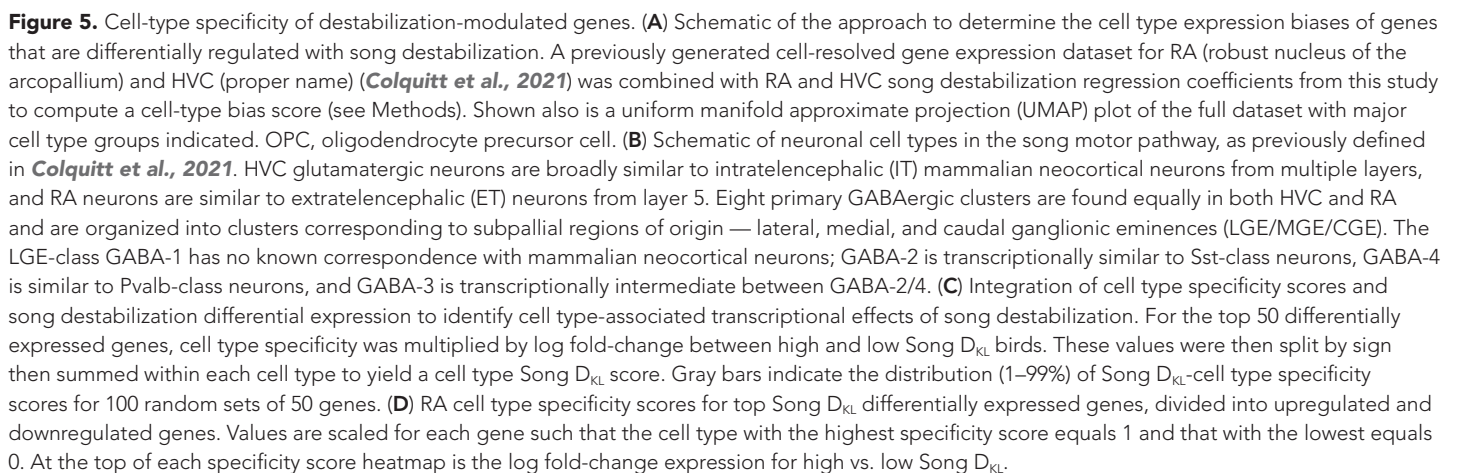 Figure 5. Cell-type specificity of destabilization-modulated genes. (A) Schematic of the approach to determine the cell type expression biases of genes
that are differentially regulated with song destabilization. A previously generated cell-resolved gene expression dataset for RA (robust nucleus of the
arcopallium) and HVC (proper name) (Colquitt et al., 2021) was combined with RA and HVC song destabilization regression coefficients from this study
to compute a cell-type bias score (see Methods). Shown also is a uniform manifold approximate projection (UMAP) plot of the full dataset with major
cell type groups indicated. OPC, oligodendrocyte precursor cell. (B) Schematic of neuronal cell types in the song motor pathway, as previously defined
in Colquitt et al., 2021. HVC glutamatergic neurons are broadly similar to intratelencephalic (IT) mammalian neocortical neurons from multiple layers,
and RA neurons are similar to extratelencephalic (ET) neurons from layer 5. Eight primary GABAergic clusters are found equally in both HVC and RA
and are organized into clusters corresponding to subpallial regions of origin — lateral, medial, and caudal ganglionic eminences (LGE/MGE/CGE). The
LGE-class GABA-1 has no known correspondence with mammalian neocortical neurons; GABA-2 is transcriptionally similar to Sst-class neurons, GABA-4
is similar to Pvalb-class neurons, and GABA-3 is transcriptionally intermediate between GABA-2/4. (C) Integration of cell type specificity scores and
song destabilization differential expression to identify cell type-associated transcriptional effects of song destabilization. For the top 50 differentially
expressed genes, cell type specificity was multiplied by log fold-change between high and low Song DKL birds. These values were then split by sign
then summed within each cell type to yield a cell type Song DKL score. Gray bars indicate the distribution (1–99%) of Song DKL-cell type specificity
scores for 100 random sets of 50 genes. (D) RA cell type specificity scores for top Song DKL differentially expressed genes, divided into upregulated and
downregulated genes. Values are scaled for each gene such that the cell type with the highest specificity score equals 1 and that with the lowest equals
0. At the top of each specificity score heatmap is the log fold-change expression for high vs. low Song DKL.